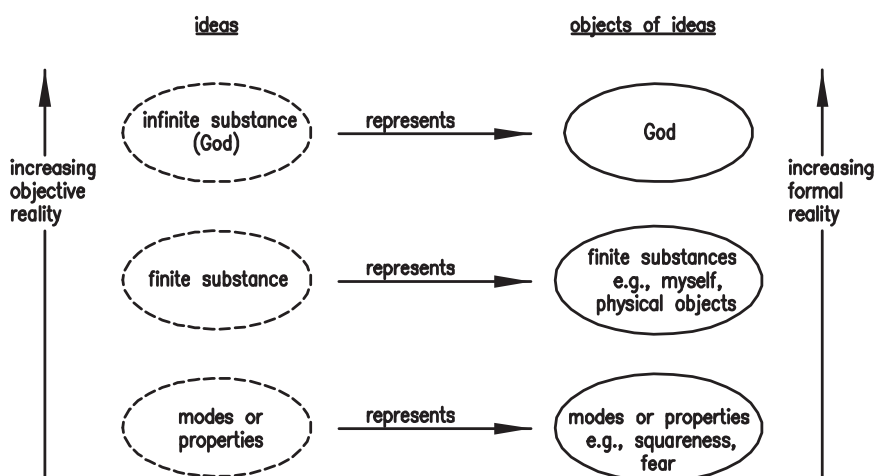 ideas
objects of ideas
infinite substance
(God)
represents
God
increasing
objective
reality
increasing
formal
reality
finite substance
represents
finite substances
e.g., myself,
physical objects
modes or
properties
represents
modes or properties
e.g., squareness,
fear